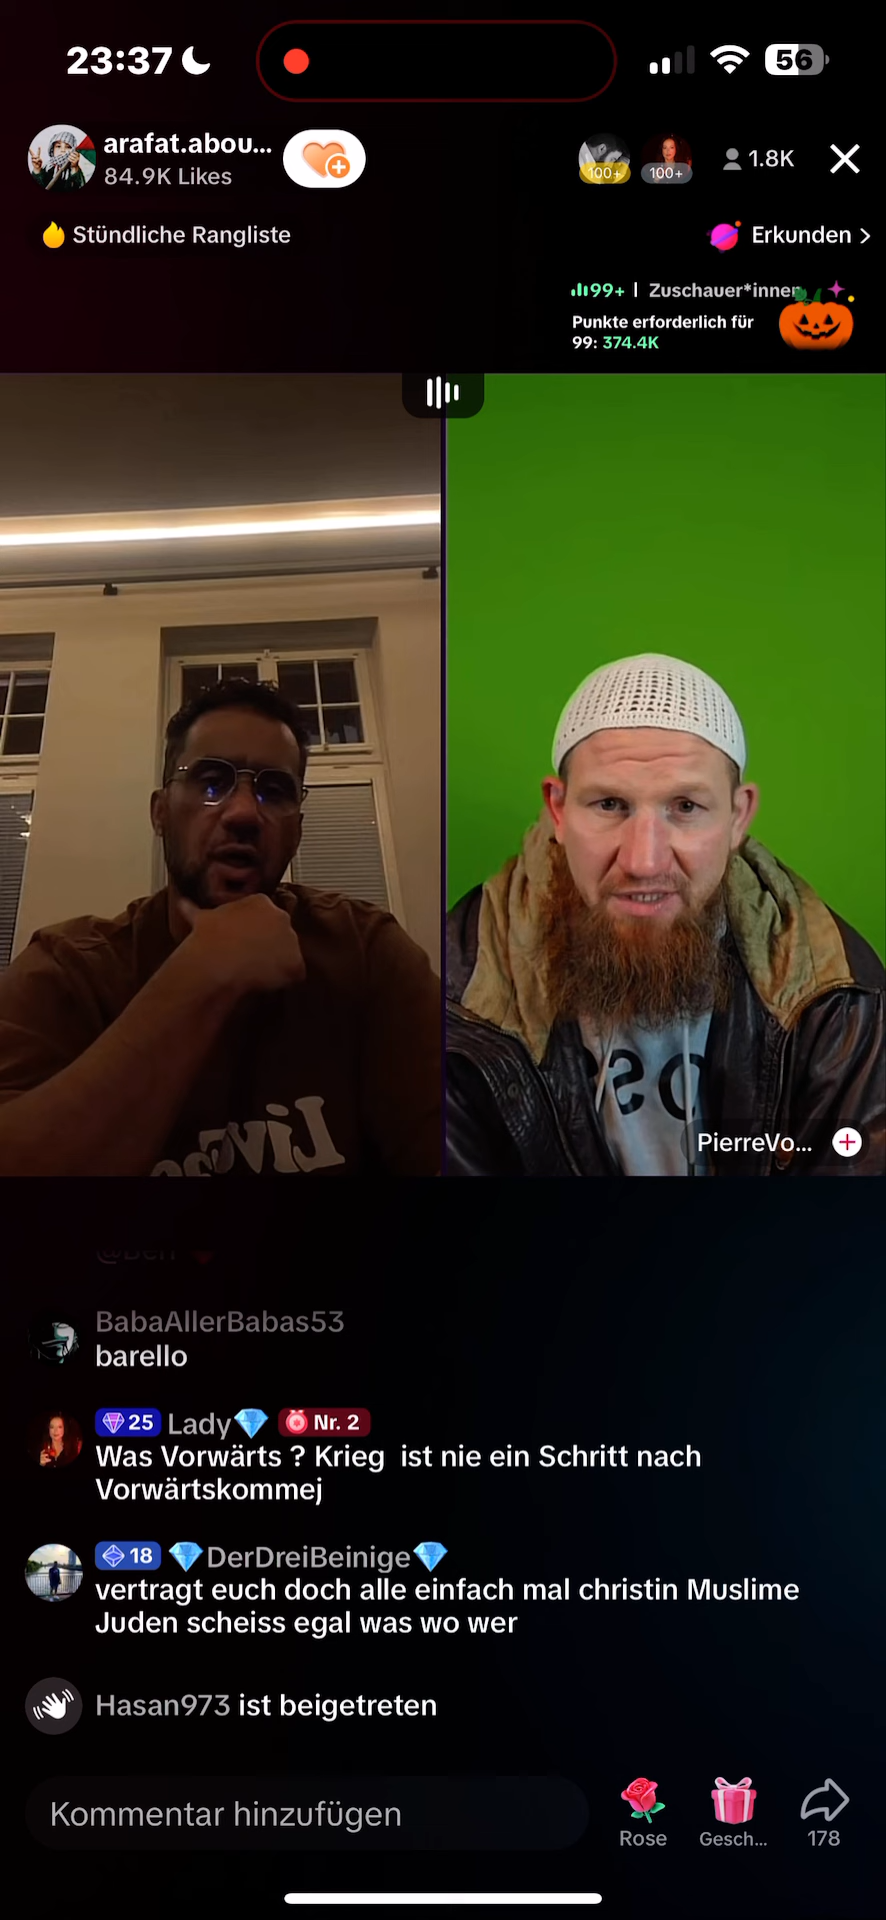 23:37
56
arafat.abou...
84.9K Likes
100+
100+
1.8K
Stündliche Rangliste
Erkunden >
99+ | Zuschauer*innen
Punkte erforderlich für
99: 374.4K
PierreVo...
BabaAllerBabas53
barello
25 Lady Nr. 2
Was Vorwärts ? Krieg ist nie ein Schritt nach
Vorwärtskommej
18 DerDreiBeinige
vertragt euch doch alle einfach mal christin Muslime
Juden scheiss egal was wo wer
Hasan973 ist beigetreten
Kommentar hinzufügen
Rose
Gesch...
178